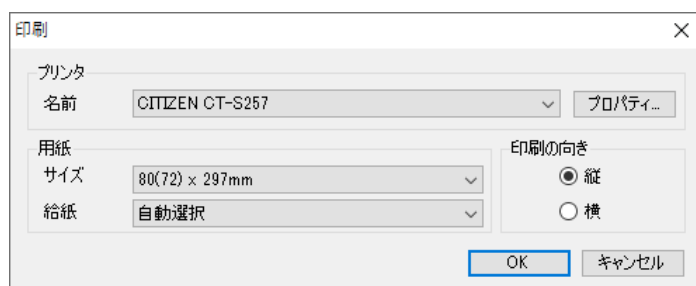 印刷
プリンタ
名前 CITIZEN CT-S257 プロパティ...
用紙 印刷の向き
サイズ 80(72) x 297mm 縦
給紙 自動選択 横
OK キャンセル